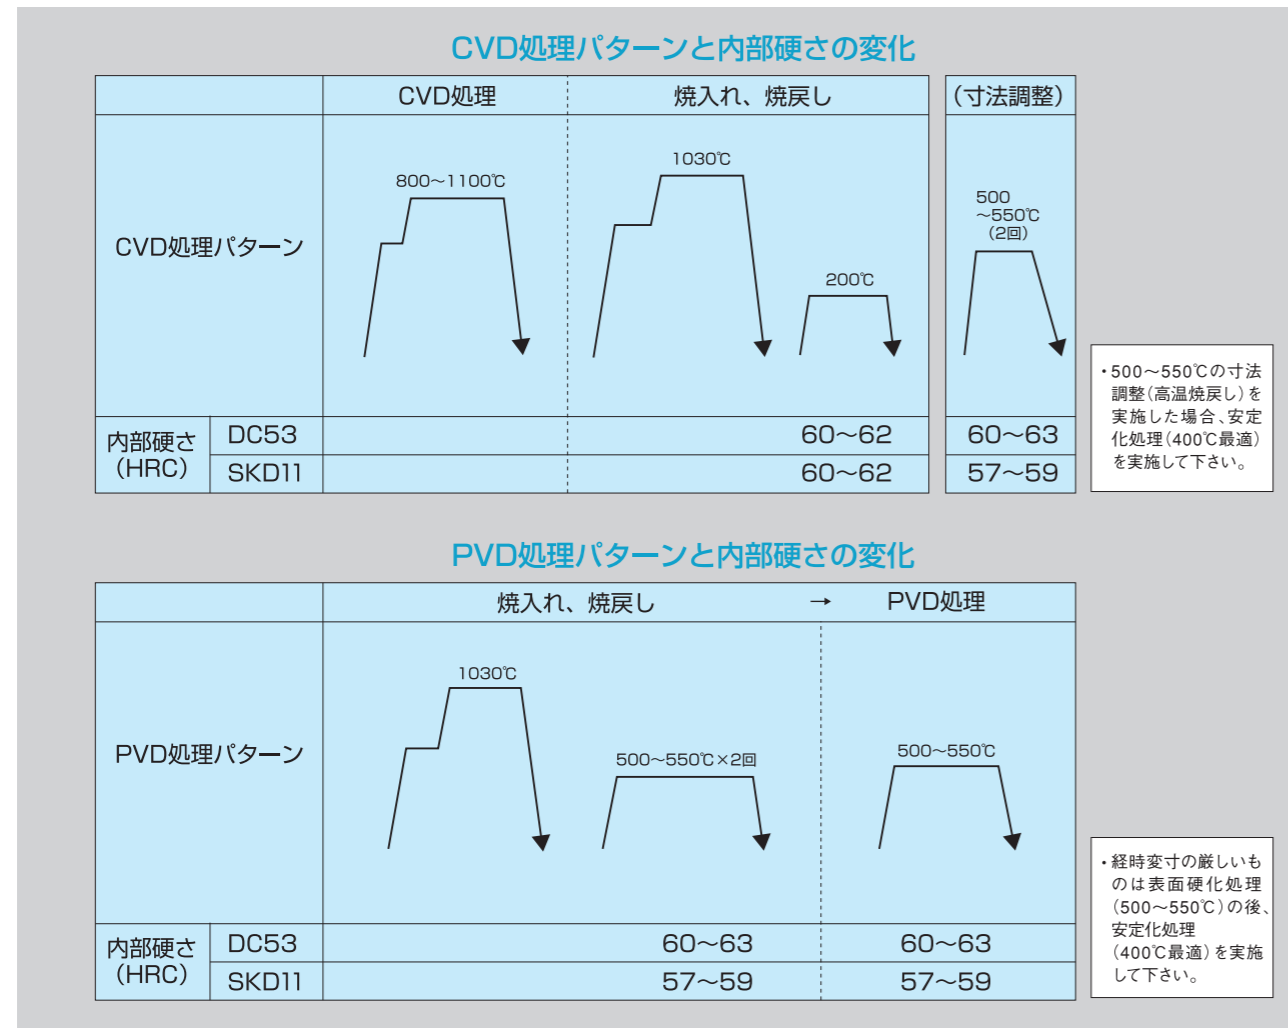 CVD処理パターンと内部硬さの変化
CVD処理
焼入れ、焼戻し
(寸法調整)
CVD処理パターン
800～1100℃
1030℃
200℃
500
～550℃
(2回)
内部硬さ
(HRC)
DC53
60～62
60～63
SKD11
60～62
57～59
・500～550℃の寸法
調整(高温焼戻し)を
実施した場合、安定
化処理(400℃最適)
を実施して下さい。
PVD処理パターンと内部硬さの変化
焼入れ、焼戻し → PVD処理
PVD処理パターン
1030℃
500～550℃×2回
500～550℃
内部硬さ
(HRC)
DC53
60～63
60～63
SKD11
57～59
57～59
・経時変寸の厳しいも
のは表面硬化処理
(500～550℃)の後、
安定化処理
(400℃最適)を実施
して下さい。